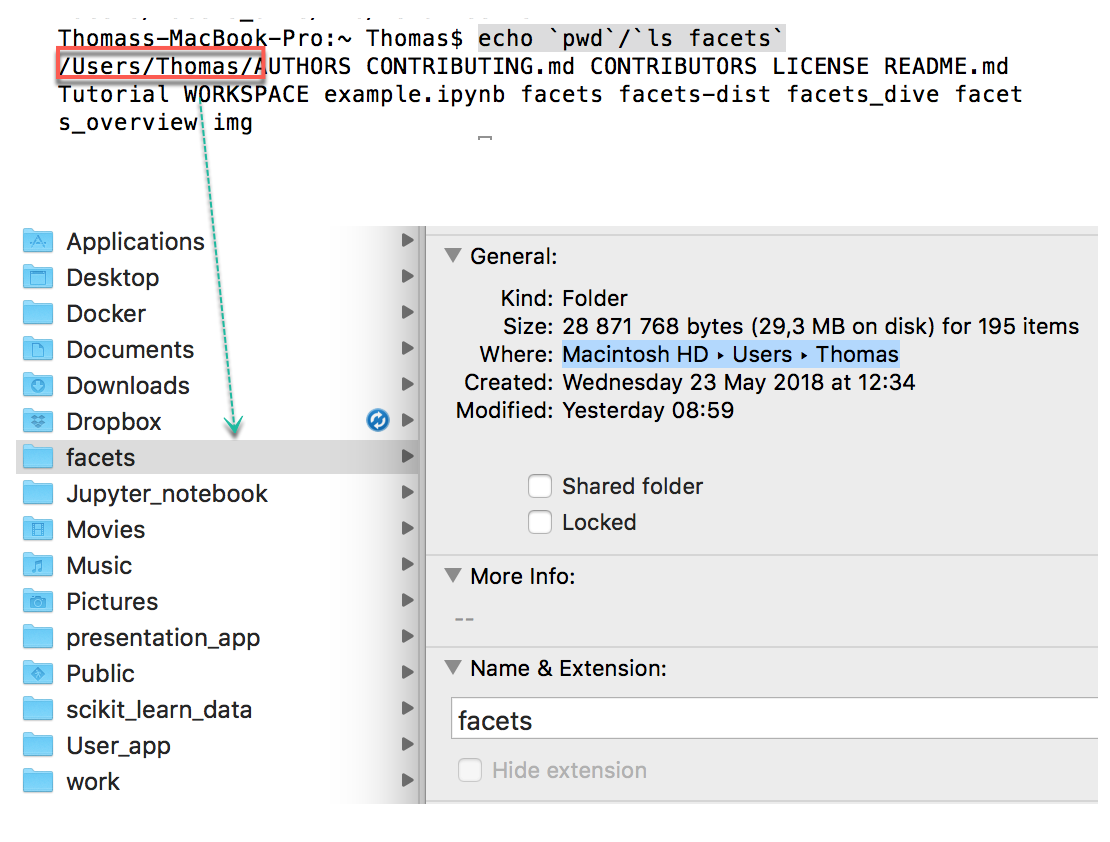 Thomass-MacBook-Pro:~ Thomas$ echo `pwd`/`ls facets`
/Users/Thomas/AUTHORS CONTRIBUTING.md CONTRIBUTORS LICENSE README.md
Tutorial WORKSPACE example.ipynb facets facets-dist facets_dive facet
s_overview img
Applications
Desktop
Docker
Documents
Downloads
Dropbox
facets
Jupyter_notebook
Movies
Music
Pictures
presentation_app
Public
scikit_learn_data
User_app
work
General:
Kind: Folder
Size: 28 871 768 bytes (29,3 MB on disk) for 195 items
Where: Macintosh HD ▸ Users ▸ Thomas
Created: Wednesday 23 May 2018 at 12:34
Modified: Yesterday 08:59
Shared folder
Locked
More Info:
--
Name & Extension:
facets
Hide extension